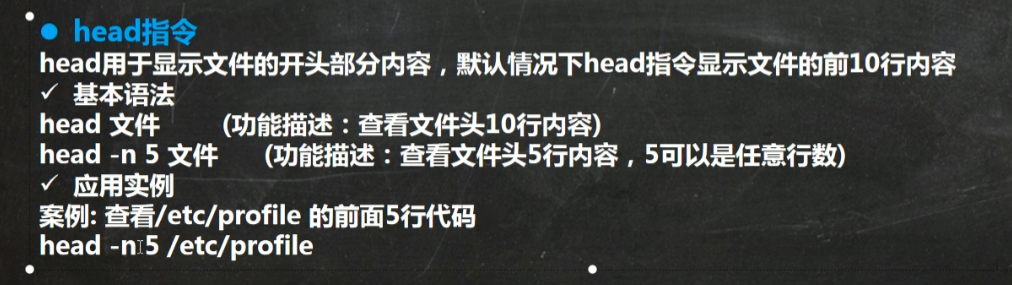 ● head指令
head用于显示文件的开头部分内容，默认情况下head指令显示文件的前10行内容
✓ 基本语法
head 文件 (功能描述：查看文件头10行内容)
head -n 5 文件 (功能描述：查看文件头5行内容，5可以是任意行数)
✓ 应用实例
案例: 查看/etc/profile 的前面5行代码
head -n 5 /etc/profile